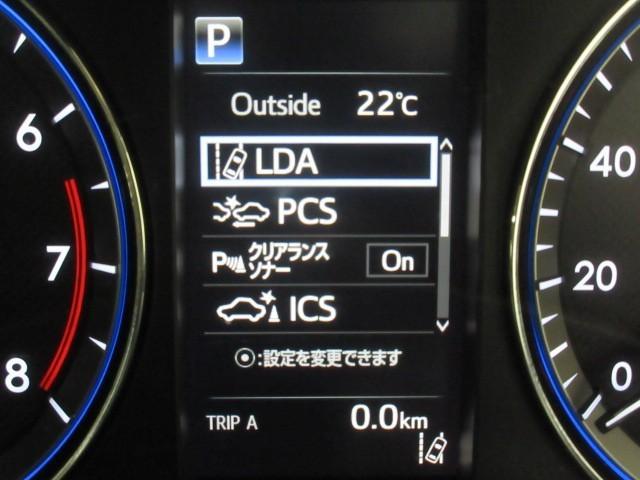 P
Outside 22℃
LDA
PCS
P クリアランス
ソナー On
ICS
⦿:設定を変更できます
TRIP A 0.0km
6
7
8
40
20
0